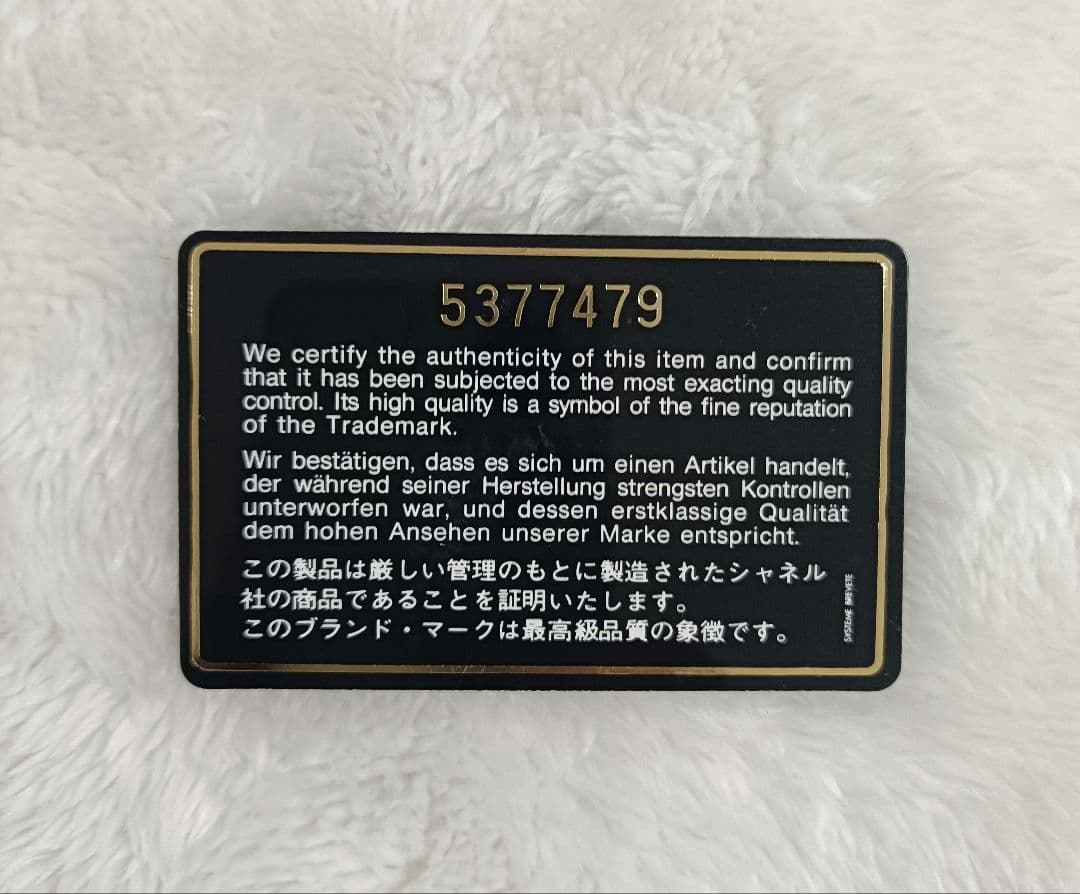 5377479
We certify the authenticity of this item and confirm
that it has been subjected to the most exacting quality
control. Its high quality is a symbol of the fine reputation
of the Trademark.
Wir bestätigen, dass es sich um einen Artikel handelt,
der während seiner Herstellung strengsten Kontrollen
unterworfen war, und dessen erstklassige Qualität
dem hohen Ansehen unserer Marke entspricht.
この製品は厳しい管理のもとに製造されたシャネル
社の商品であることを証明いたします。
このブランド・マークは最高級品質の象徴です。
SYSTEME BREVETE